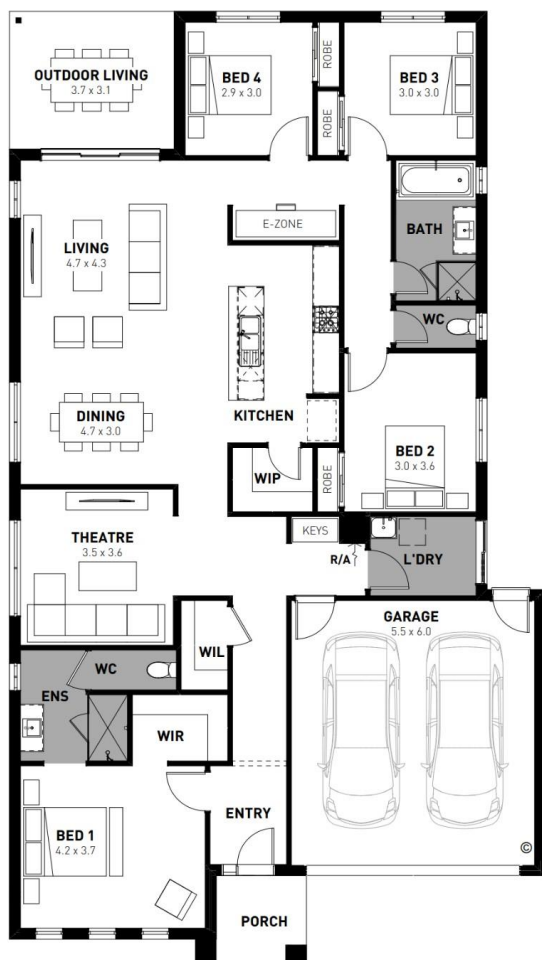 OUTDOOR LIVING
3.7 x 3.1
BED 4
2.9 x 3.0
ROBE
ROBE
BED 3
3.0 x 3.0
E-ZONE
BATH
LIVING
4.7 x 4.3
WC
KITCHEN
DINING
4.7 x 3.0
BED 2
3.0 x 3.6
WIP
ROBE
THEATRE
3.5 x 3.6
KEYS
R/A
L'DRY
GARAGE
5.5 x 6.0
WC
WIL
ENS
WIR
ENTRY
BED 1
4.2 x 3.7
©
PORCH